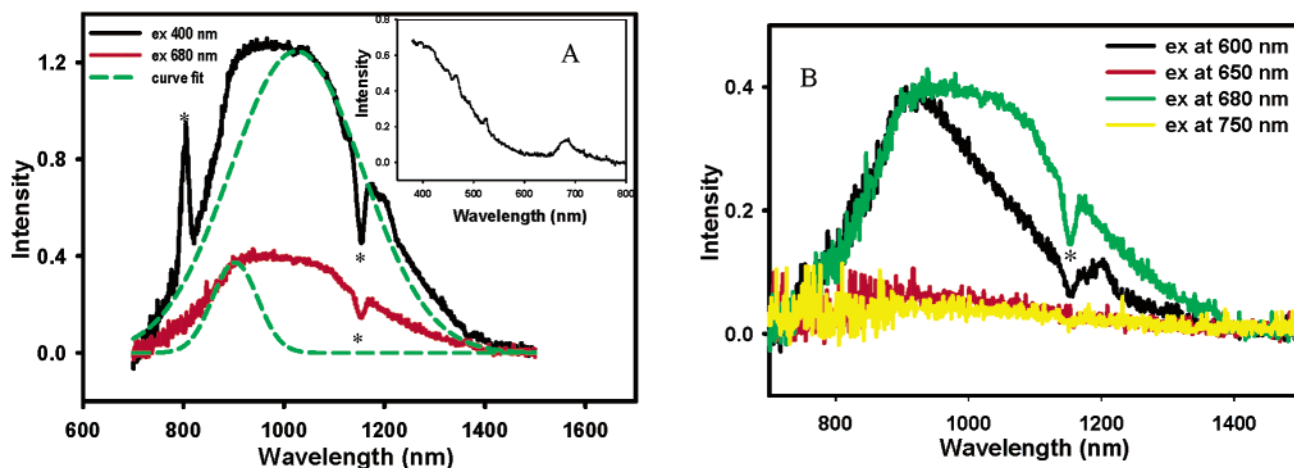 ex 400 nm
ex 680 nm
curve fit
A
Intensity
0.8
0.6
0.4
0.2
0.0
400 500 600 700 800
Wavelength (nm)
Intensity
1.2
0.8
0.4
0.0
*
*
*
600 800 1000 1200 1400 1600
Wavelength (nm)
B
ex at 600 nm
ex at 650 nm
ex at 680 nm
ex at 750 nm
Intensity
0.4
0.2
0.0
*
800 1000 1200 1400
Wavelength (nm)